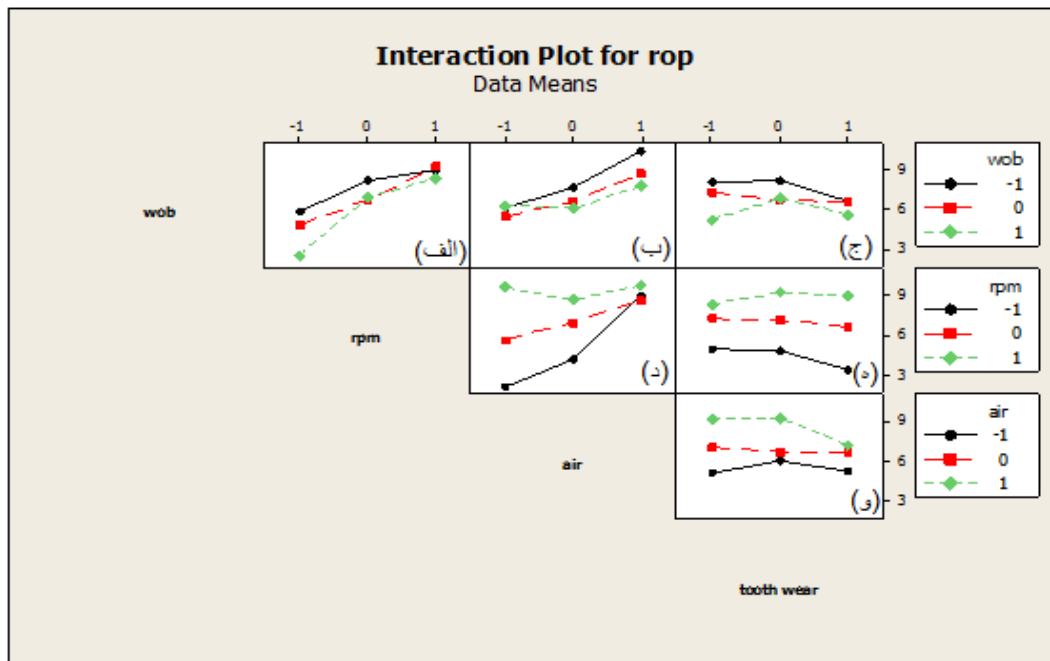 Interaction Plot for rop
Data Means
-1 0 1 -1 0 1 -1 0 1
wob
(الف)
(ب)
(ج)
9
6
3
wob
-1
0
1
rpm
(د)
(ه)
9
6
3
rpm
-1
0
1
air
(و)
9
6
3
air
-1
0
1
tooth wear